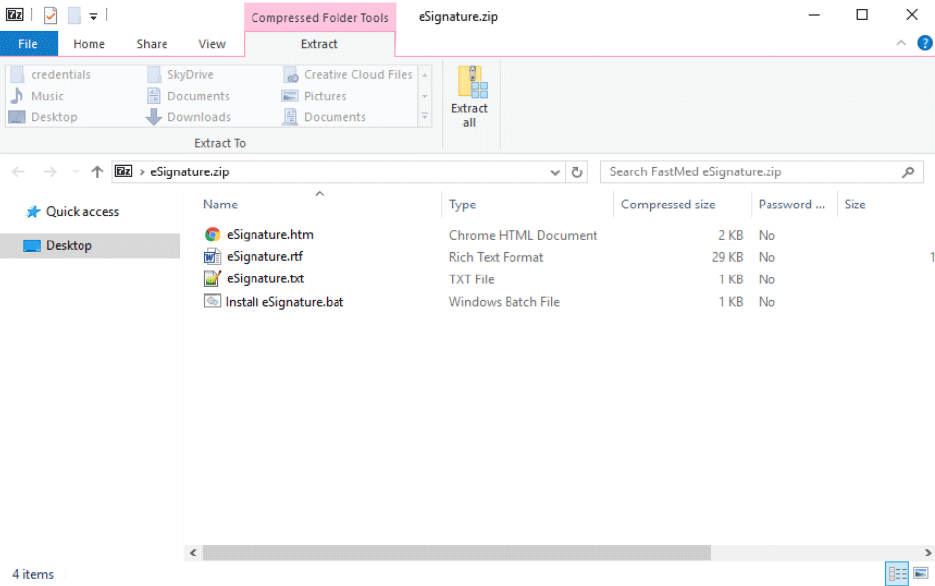 7z Compressed Folder Tools eSignature.zip
File Home Share View Extract ?
credentials SkyDrive Creative Cloud Files
Music Documents Pictures
Desktop Downloads Documents
Extract all
Extract To
7z eSignature.zip Search FastMed eSignature.zip
Quick access
Desktop
Name Type Compressed size Password ... Size
eSignature.htm Chrome HTML Document 2 KB No
eSignature.rtf Rich Text Format 29 KB No 1
eSignature.txt TXT File 1 KB No
Install eSignature.bat Windows Batch File 1 KB No
4 items